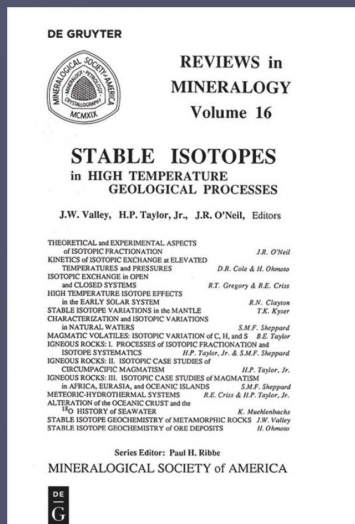 DE GRUYTER
MINERALOGICAL SOCIETY OF AMERICA
MINERALOGY · PETROLOGY
CRYSTALLOGRAPHY
MCMXIX
REVIEWS in
MINERALOGY
Volume 16
STABLE ISOTOPES
in HIGH TEMPERATURE
GEOLOGICAL PROCESSES
J.W. Valley, H.P. Taylor, Jr., J.R. O'Neil, Editors
THEORETICAL and EXPERIMENTAL ASPECTS
of ISOTOPIC FRACTIONATION J.R. O'Neil
KINETICS of ISOTOPIC EXCHANGE at ELEVATED
TEMPERATURES and PRESSURES D.R. Cole & H. Ohmoto
ISOTOPIC EXCHANGE in OPEN
and CLOSED SYSTEMS R.T. Gregory & R.E. Criss
HIGH TEMPERATURE ISOTOPE EFFECTS
in the EARLY SOLAR SYSTEM R.N. Clayton
STABLE ISOTOPE VARIATIONS in the MANTLE T.K. Kyser
CHARACTERIZATION and ISOTOPIC VARIATIONS
in NATURAL WATERS S.M.F. Sheppard
MAGMATIC VOLATILES: ISOTOPIC VARIATION of C, H, and S B.E. Taylor
IGNEOUS ROCKS: I. PROCESSES of ISOTOPIC FRACTIONATION and
ISOTOPE SYSTEMATICS H.P. Taylor, Jr. & S.M.F. Sheppard
IGNEOUS ROCKS: II. ISOTOPIC CASE STUDIES of
CIRCUMPACIFIC MAGMATISM H.P. Taylor, Jr.
IGNEOUS ROCKS: III. ISOTOPIC CASE STUDIES of MAGMATISM
in AFRICA, EURASIA, and OCEANIC ISLANDS S.M.F. Sheppard
METEORIC-HYDROTHERMAL SYSTEMS R.E. Criss & H.P. Taylor, Jr.
ALTERATION of the OCEANIC CRUST and the
18O HISTORY of SEAWATER K. Muehlenbachs
STABLE ISOTOPE GEOCHEMISTRY of METAMORPHIC ROCKS J.W. Valley
STABLE ISOTOPE GEOCHEMISTRY of ORE DEPOSITS H. Ohmoto
Series Editor: Paul H. Ribbe
MINERALOGICAL SOCIETY of AMERICA
DE
G